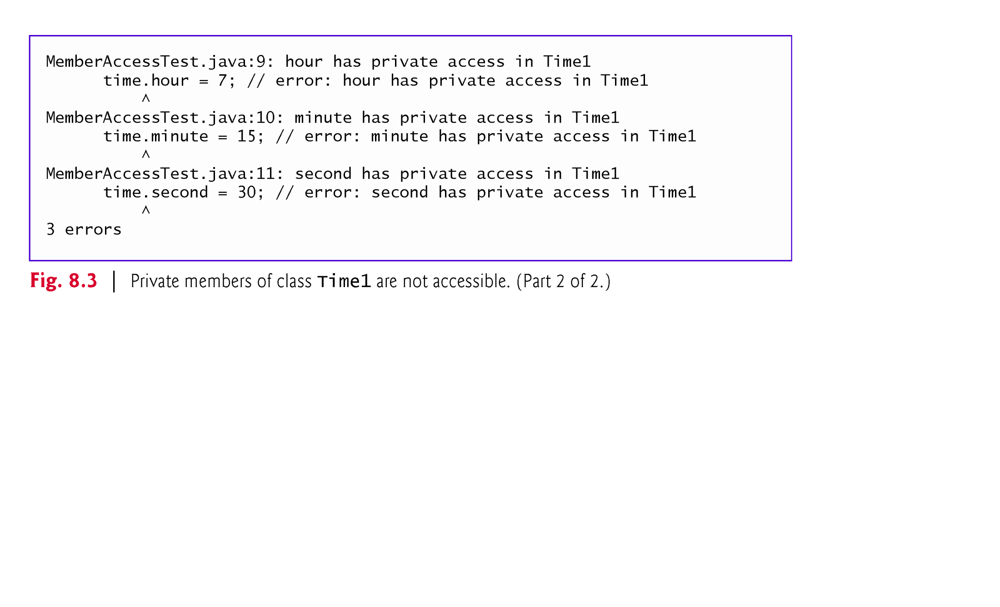 MemberAccessTest.java:9: hour has private access in Time1
      time.hour = 7; // error: hour has private access in Time1
          ^
MemberAccessTest.java:10: minute has private access in Time1
      time.minute = 15; // error: minute has private access in Time1
          ^
MemberAccessTest.java:11: second has private access in Time1
      time.second = 30; // error: second has private access in Time1
          ^
3 errors
Fig. 8.3 | Private members of class Time1 are not accessible. (Part 2 of 2.)